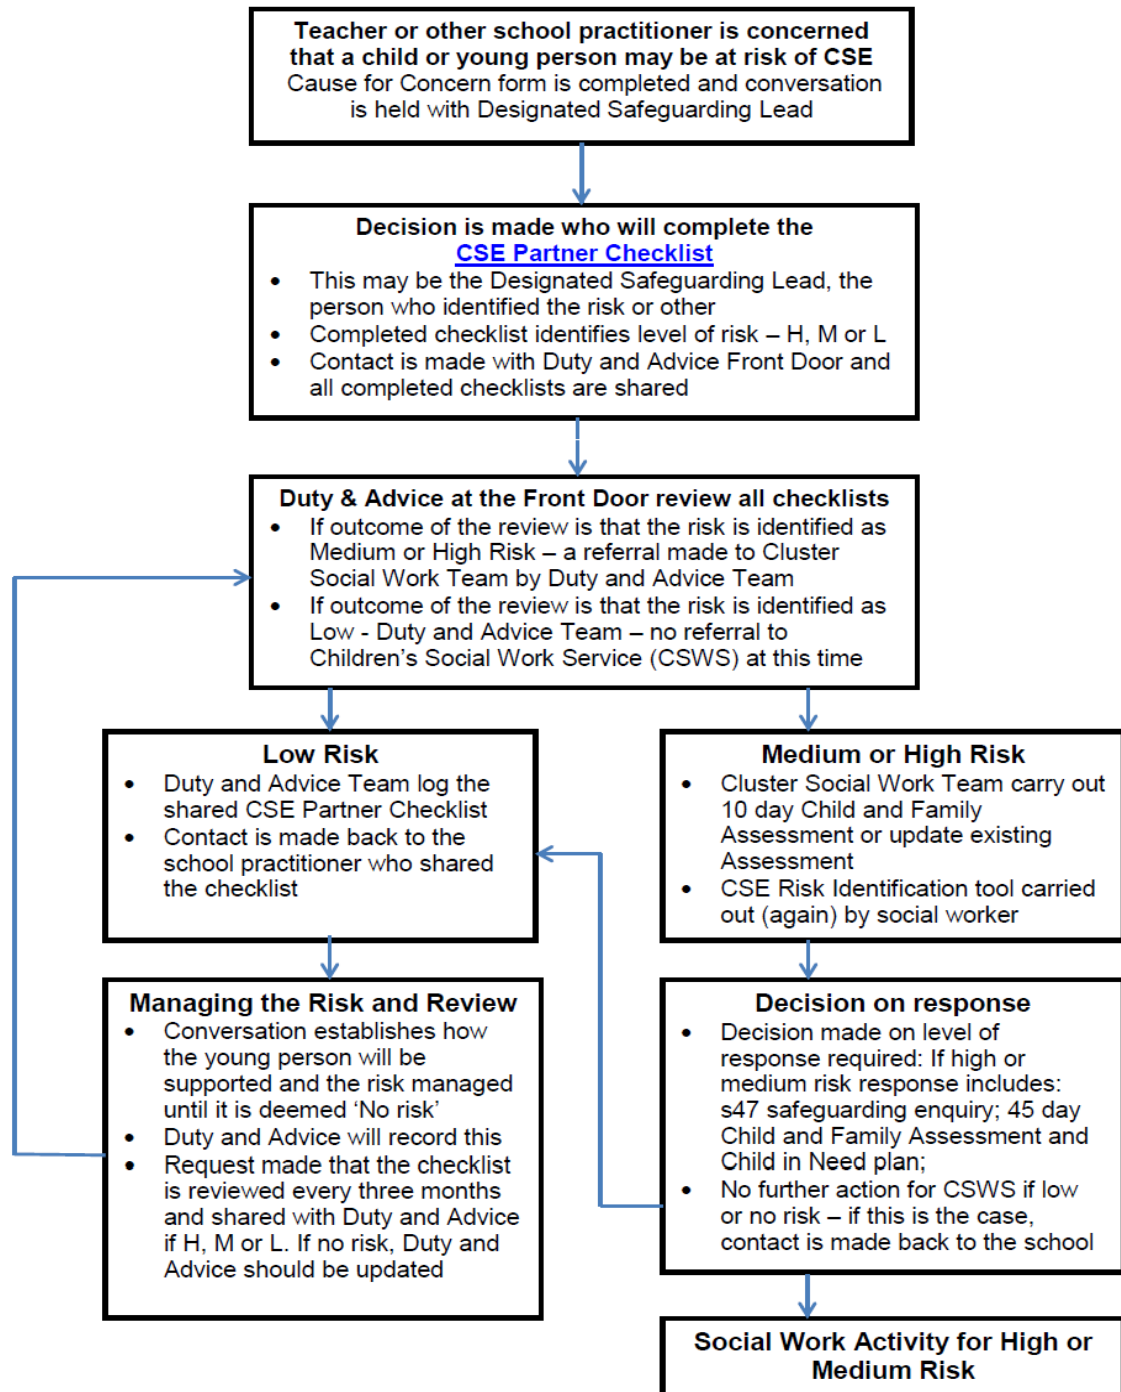 Teacher or other school practitioner is concerned
that a child or young person may be at risk of CSE
Cause for Concern form is completed and conversation
is held with Designated Safeguarding Lead
Decision is made who will complete the
CSE Partner Checklist
• This may be the Designated Safeguarding Lead, the
person who identified the risk or other
• Completed checklist identifies level of risk – H, M or L
• Contact is made with Duty and Advice Front Door and
all completed checklists are shared
Duty & Advice at the Front Door review all checklists
• If outcome of the review is that the risk is identified as
Medium or High Risk – a referral made to Cluster
Social Work Team by Duty and Advice Team
• If outcome of the review is that the risk is identified as
Low - Duty and Advice Team – no referral to
Children's Social Work Service (CSWS) at this time
Low Risk
• Duty and Advice Team log the
shared CSE Partner Checklist
• Contact is made back to the
school practitioner who shared
the checklist
Medium or High Risk
• Cluster Social Work Team carry out
10 day Child and Family
Assessment or update existing
Assessment
• CSE Risk Identification tool carried
out (again) by social worker
Managing the Risk and Review
• Conversation establishes how
the young person will be
supported and the risk managed
until it is deemed 'No risk'
• Duty and Advice will record this
• Request made that the checklist
is reviewed every three months
and shared with Duty and Advice
if H, M or L. If no risk, Duty and
Advice should be updated
Decision on response
• Decision made on level of
response required: If high or
medium risk response includes:
s47 safeguarding enquiry; 45 day
Child and Family Assessment and
Child in Need plan;
• No further action for CSWS if low
or no risk – if this is the case,
contact is made back to the school
Social Work Activity for High or
Medium Risk